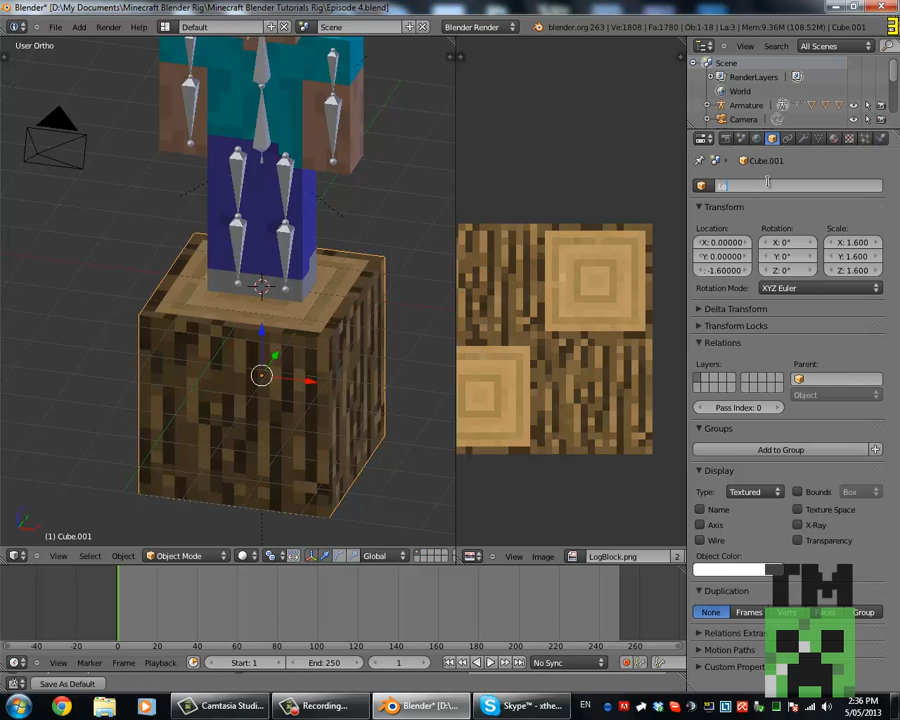 Blender* [D:\My Documents\Minecraft Blender Rig\Minecraft Tutorials Rig\Episode 4.blend]
File Add Render Help Default Scene Blender Render blender.org 263 | Ve:1808 | Fa:1780 | Ob:1-18 | La:3 | Mem:9.36M (108.52M) | Cube.001
User Ortho
View Search All Scenes
Scene
RenderLayers
World
Armature
Camera
Cube.001
Lo
Transform
Location: Rotation: Scale:
X: 0.00000 X: 0° X: 1.600
Y: 0.00000 Y: 0° Y: 1.600
: -1.60000 Z: 0° Z: 1.600
Rotation Mode: XYZ Euler
Delta Transform
Transform Locks
Relations
Layers: Parent:
Object
Pass Index: 0
Groups
Add to Group
Display
Type: Textured Bounds Box
Name Texture Space
Axis X-Ray
Wire Transparency
Object Color:
Duplication
None Frames Verts Faces Group
Relations Extras
Motion Paths
Custom Proper
TM
(1) Cube.001
View Select Object Object Mode Global
View Image LogBlock.png 2
-40 -20 0 20 40 60 80 100 120 140 160 180 200 220 240 260
View Marker Frame Playback Start: 1 End: 250 1 No Sync
Save As Default
Camtasia Studi... Recording... Blender* [D:\... Skype™ - xthe... EN 2:36 PM
5/05/2013